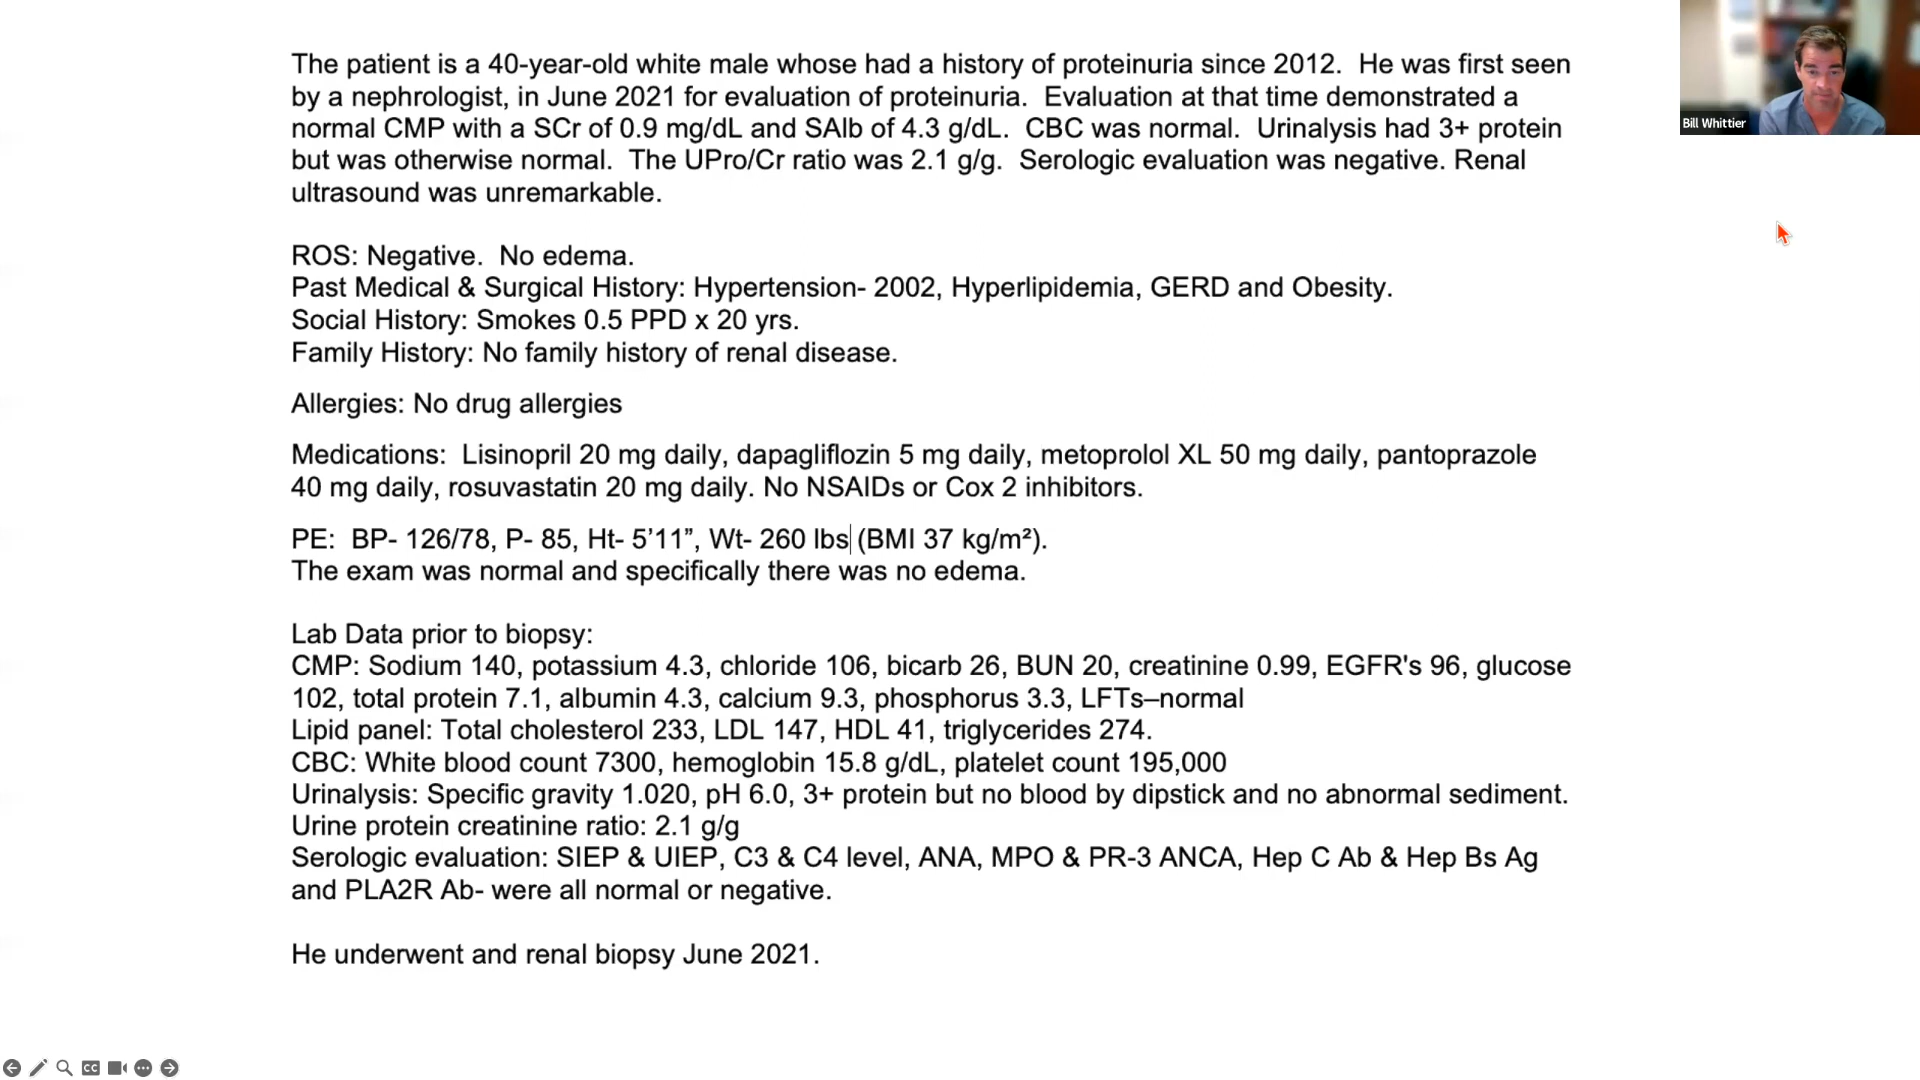 The patient is a 40-year-old white male whose had a history of proteinuria since 2012.  He was first seen
by a nephrologist, in June 2021 for evaluation of proteinuria.  Evaluation at that time demonstrated a
normal CMP with a SCr of 0.9 mg/dL and SAlb of 4.3 g/dL.  CBC was normal.  Urinalysis had 3+ protein
but was otherwise normal.  The UPro/Cr ratio was 2.1 g/g.  Serologic evaluation was negative. Renal
ultrasound was unremarkable.
Bill Whittier
ROS: Negative.  No edema.
Past Medical & Surgical History: Hypertension- 2002, Hyperlipidemia, GERD and Obesity.
Social History: Smokes 0.5 PPD x 20 yrs.
Family History: No family history of renal disease.
Allergies: No drug allergies
Medications:  Lisinopril 20 mg daily, dapagliflozin 5 mg daily, metoprolol XL 50 mg daily, pantoprazole
40 mg daily, rosuvastatin 20 mg daily. No NSAIDs or Cox 2 inhibitors.
PE:  BP- 126/78, P- 85, Ht- 5’11”, Wt- 260 lbs (BMI 37 kg/m²).
The exam was normal and specifically there was no edema.
Lab Data prior to biopsy:
CMP: Sodium 140, potassium 4.3, chloride 106, bicarb 26, BUN 20, creatinine 0.99, EGFR's 96, glucose
102, total protein 7.1, albumin 4.3, calcium 9.3, phosphorus 3.3, LFTs–normal
Lipid panel: Total cholesterol 233, LDL 147, HDL 41, triglycerides 274.
CBC: White blood count 7300, hemoglobin 15.8 g/dL, platelet count 195,000
Urinalysis: Specific gravity 1.020, pH 6.0, 3+ protein but no blood by dipstick and no abnormal sediment.
Urine protein creatinine ratio: 2.1 g/g
Serologic evaluation: SIEP & UIEP, C3 & C4 level, ANA, MPO & PR-3 ANCA, Hep C Ab & Hep Bs Ag
and PLA2R Ab- were all normal or negative.
He underwent and renal biopsy June 2021.
CC